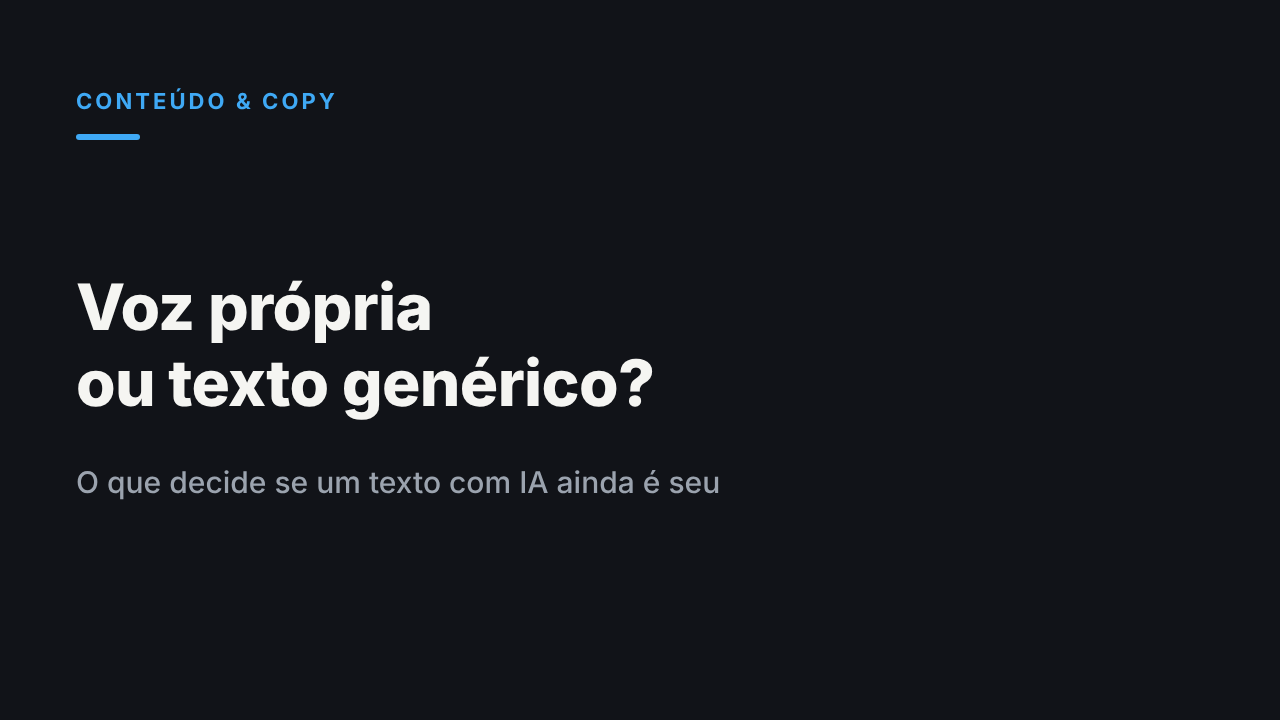 CONTEÚDO & COPY
Voz própria
ou texto genérico?
O que decide se um texto com IA ainda é seu